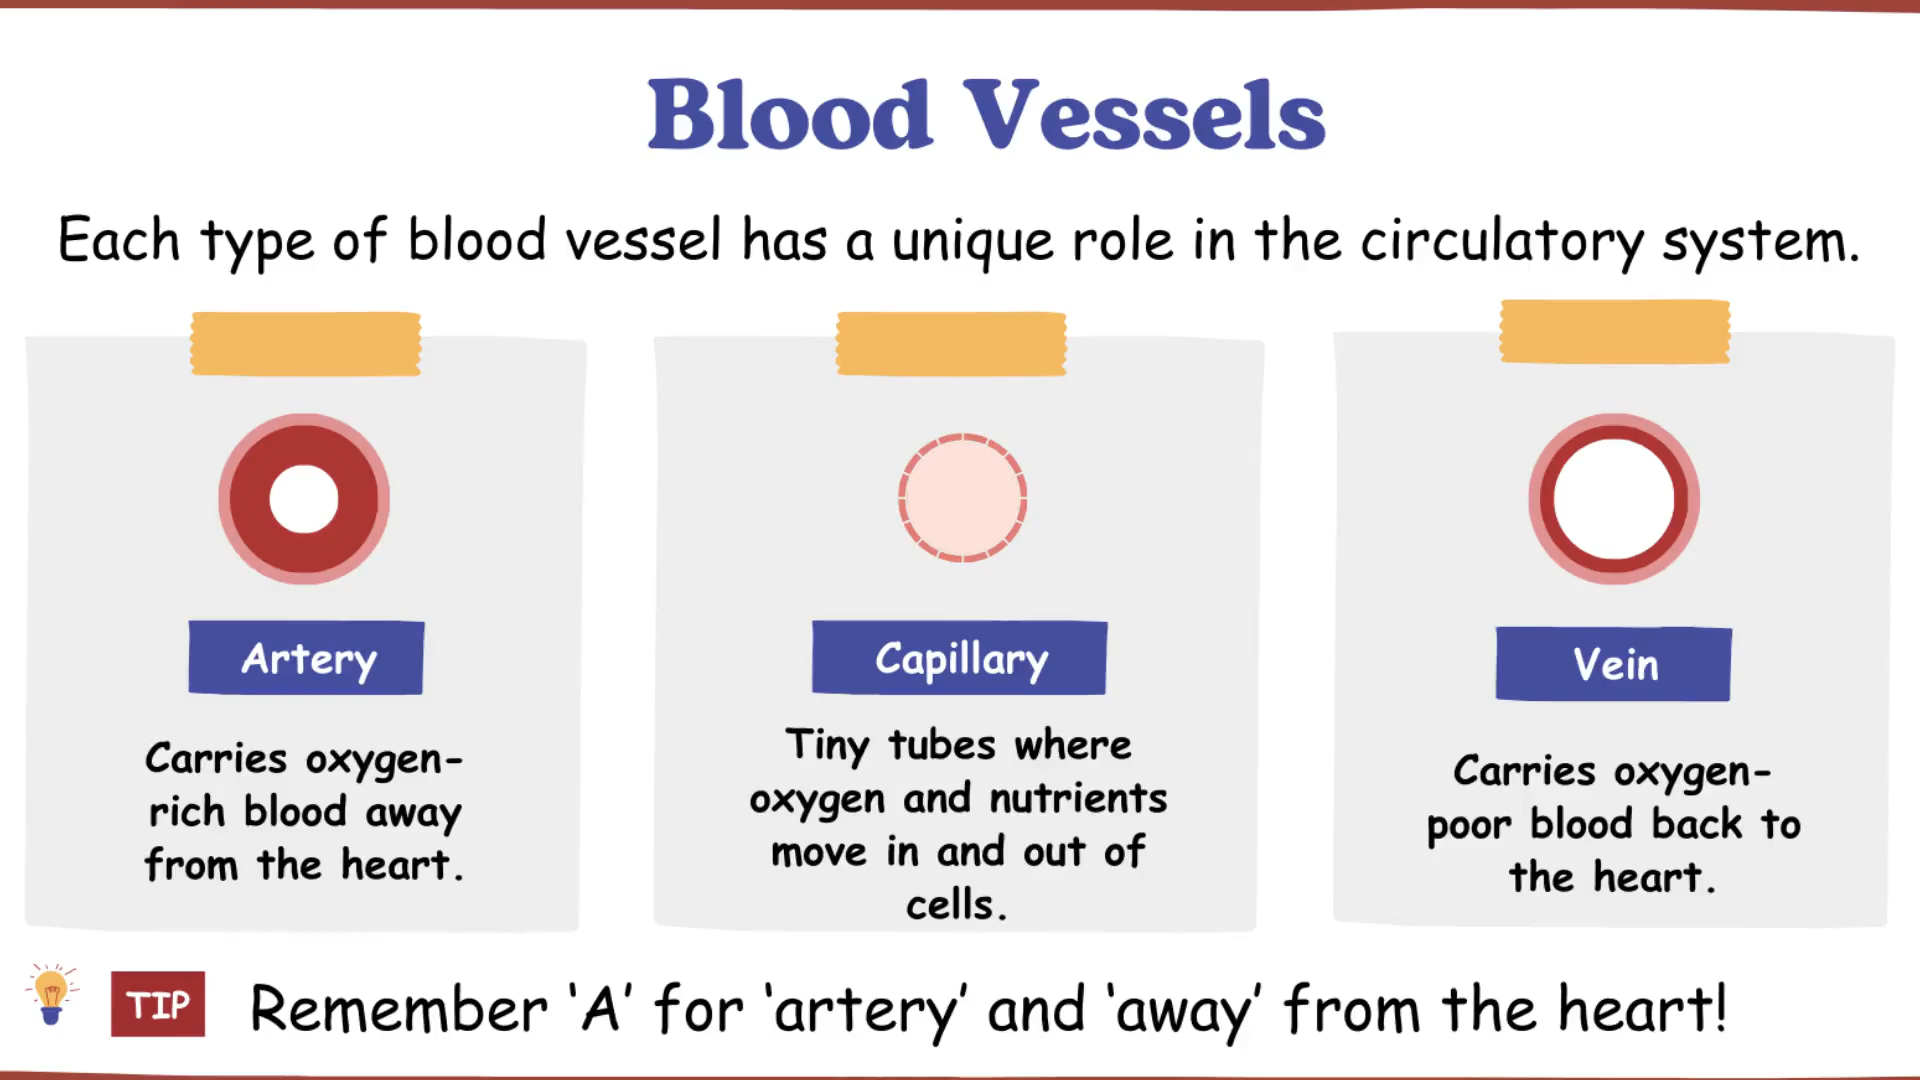 Blood Vessels
Each type of blood vessel has a unique role in the circulatory system.
Artery
Carries oxygen-
rich blood away
from the heart.
Capillary
Tiny tubes where
oxygen and nutrients
move in and out of
cells.
Vein
Carries oxygen-
poor blood back to
the heart.
TIP
Remember ‘A’ for ‘artery’ and ‘away’ from the heart!